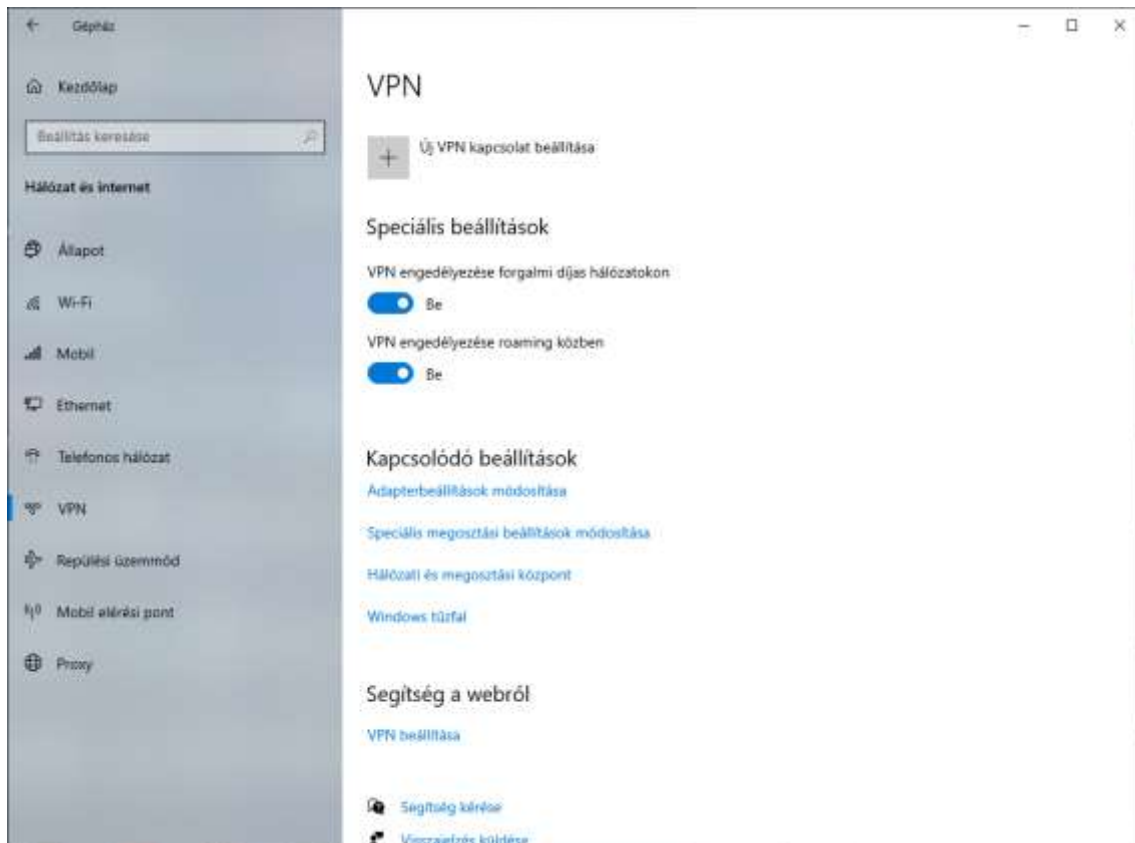 Gépház
Kezdőlap
Beállítás keresése
Hálózat és internet
Állapot
Wi-Fi
Mobil
Ethernet
Telefonos hálózat
VPN
Repülési üzemmód
Mobil elérési pont
Proxy
VPN
Új VPN kapcsolat beállítása
Speciális beállítások
VPN engedélyezése forgalmi díjas hálózatokon
Be
VPN engedélyezése roaming közben
Be
Kapcsolódó beállítások
Adapterbeállítások módosítása
Speciális megosztási beállítások módosítása
Hálózati és megosztási központ
Windows tűzfal
Segítség a webről
VPN beállítása
Segítség kérése
Visszajelzés küldése